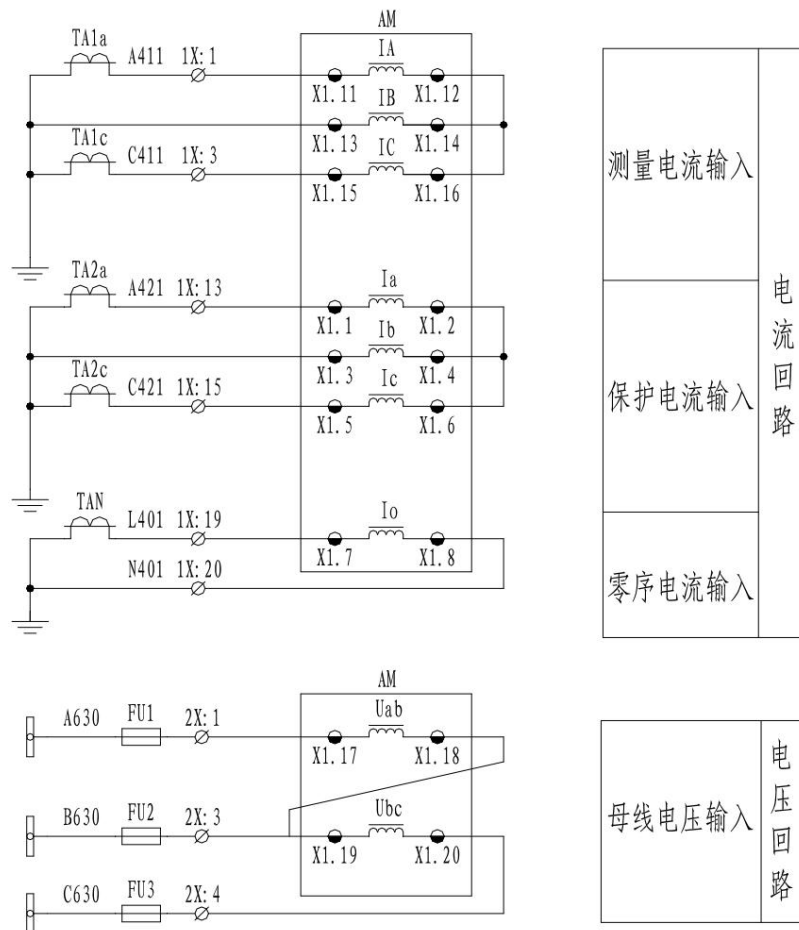 AM
TA1a A411 1X:1 IA
X1.11 X1.12
IB
X1.13 X1.14
TA1c C411 1X:3 IC
X1.15 X1.16
测量电流输入
TA2a A421 1X:13 Ia
X1.1 X1.2
Ib
X1.3 X1.4
TA2c C421 1X:15 Ic
X1.5 X1.6
保护电流输入
电流回路
TAN L401 1X:19 Io
X1.7 X1.8
N401 1X:20
零序电流输入
AM
A630 FU1 2X:1 Uab
X1.17 X1.18
B630 FU2 2X:3 Ubc
X1.19 X1.20
C630 FU3 2X:4
母线电压输入
电压回路